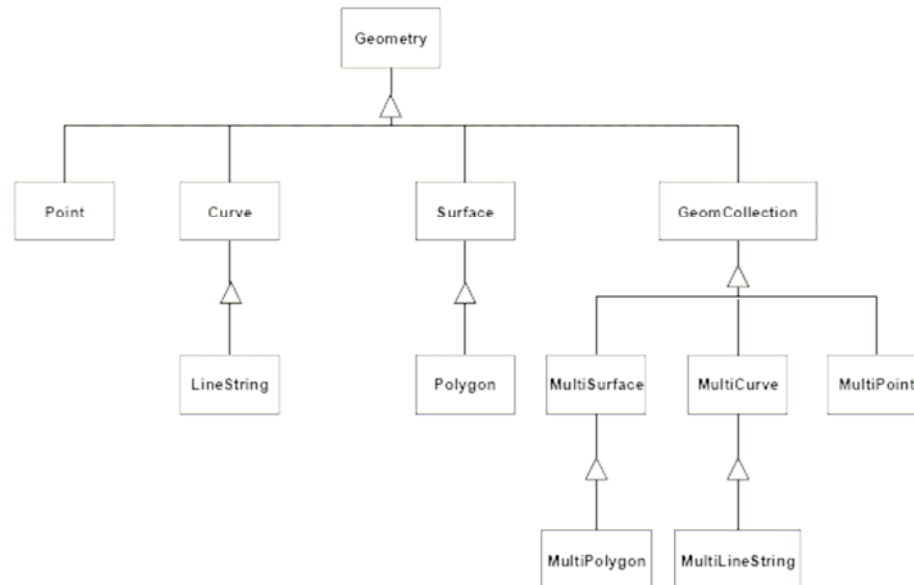 Geometry
Point
Curve
Surface
GeomCollection
LineString
Polygon
MultiSurface
MultiCurve
MultiPoint
MultiPolygon
MultiLineString